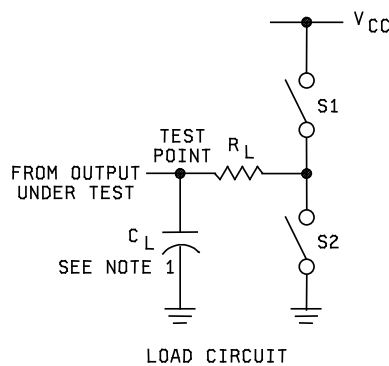 VCC
S1
TEST
POINT
RL
FROM OUTPUT
UNDER TEST
CL
S2
SEE NOTE 1
LOAD CIRCUIT